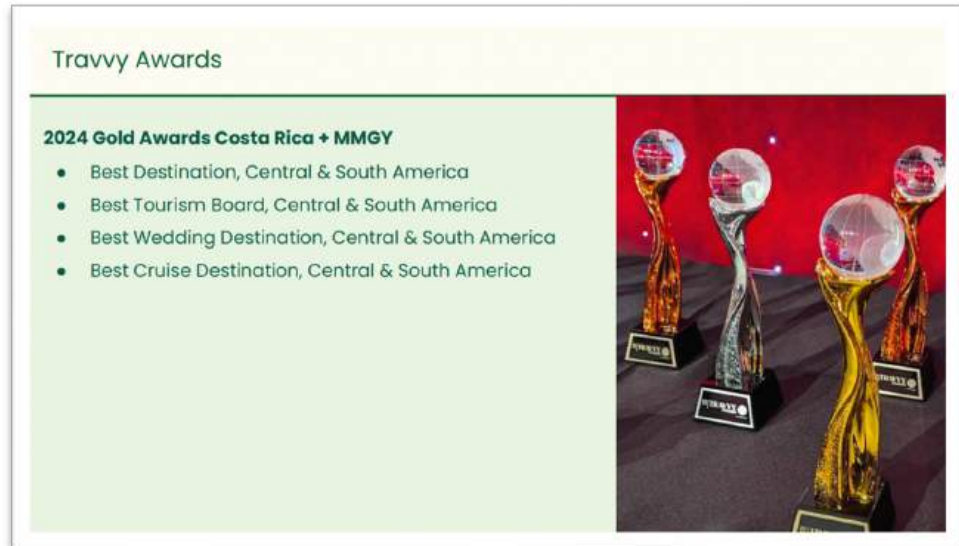 Travvy Awards
2024 Gold Awards Costa Rica + MMGY
● Best Destination, Central & South America
● Best Tourism Board, Central & South America
● Best Wedding Destination, Central & South America
● Best Cruise Destination, Central & South America